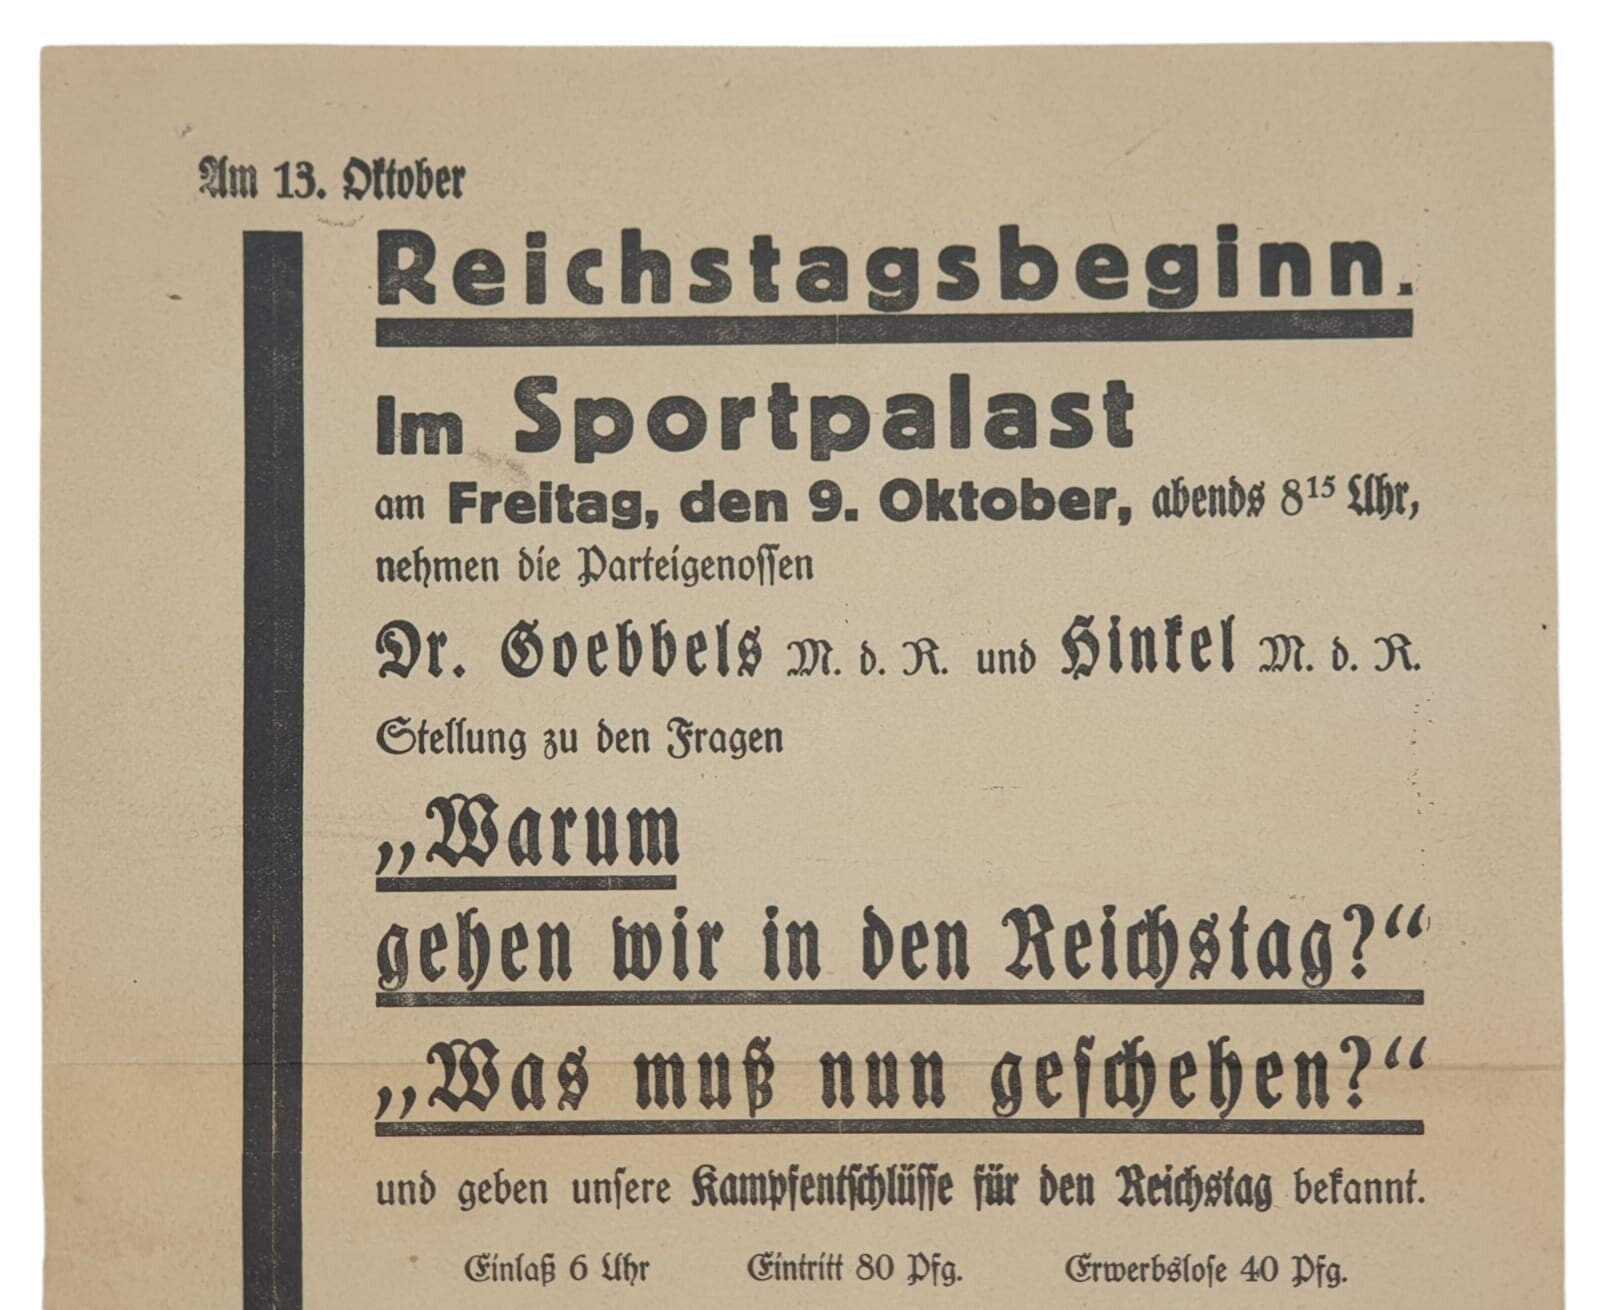 Am 13. Oktober
Reichstagsbeginn.
Im Sportpalast
am Freitag, den 9. Oktober, abends 8¹⁵ Uhr,
nehmen die Parteigenoſſen
Dr. Goebbels M. d. R. und Hinkel M. d. R.
Stellung zu den Fragen
„Warum
gehen wir in den Reichstag?“
„Was muß nun geſchehen?“
und geben unſere Kampfentſchlüſſe für den Reichstag bekannt.
Einlaß 6 Uhr Eintritt 80 Pfg. Erwerbsloſe 40 Pfg.